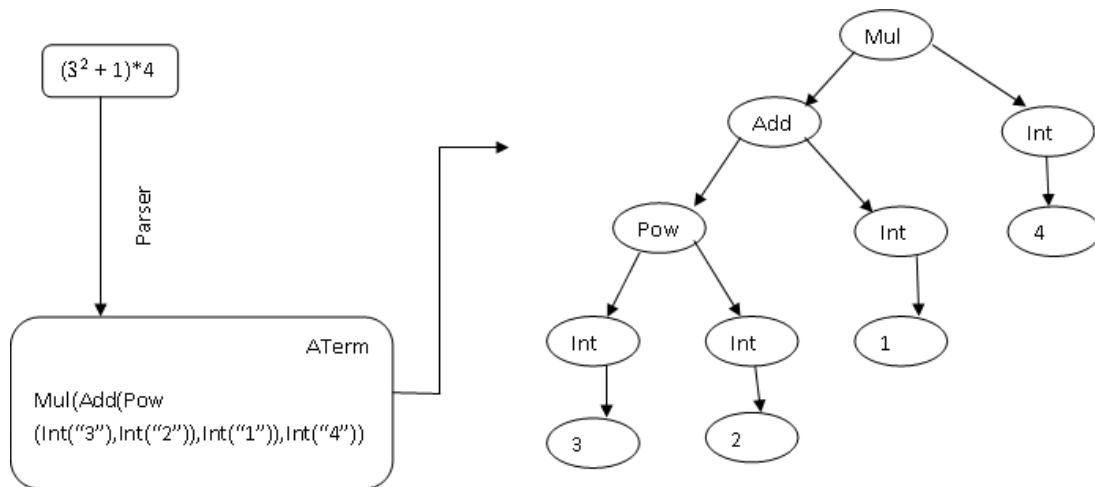 (3² + 1)*4
Parser
ATerm
Mul(Add(Pow
(Int(“3”),Int(“2”)),Int(“1”)),Int(“4”))
Mul
Add
Int
Pow
Int
4
Int
Int
1
3
2